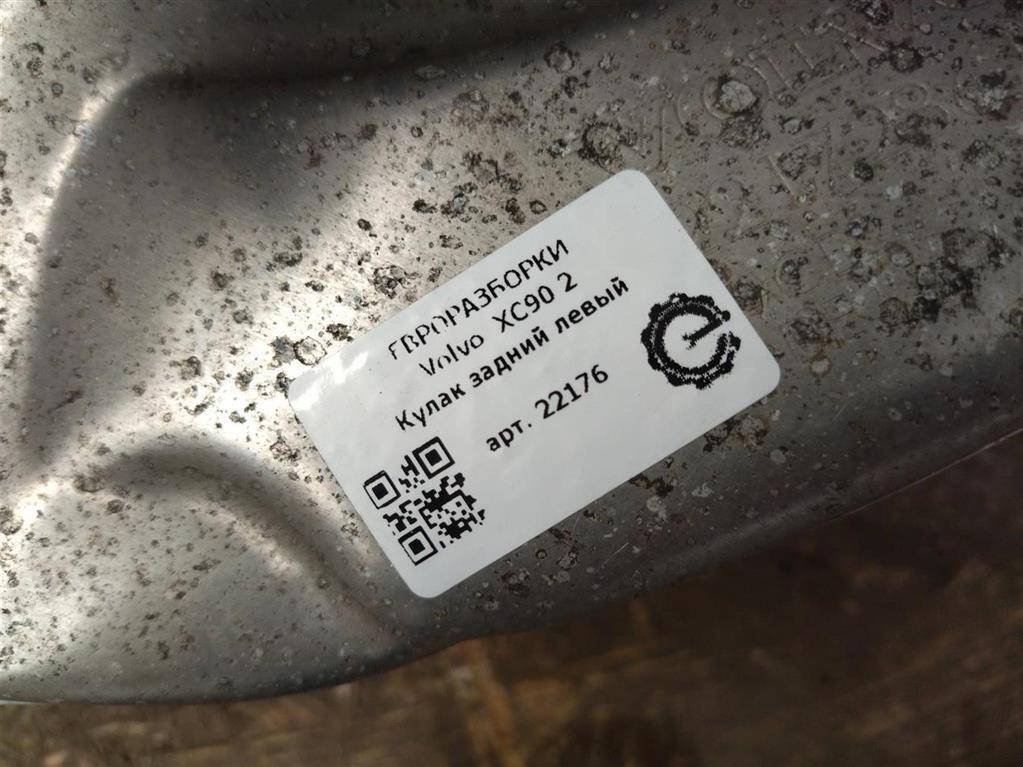 ЕВРОРАЗБОРКИ
Volvo XC90 2
Кулак задний левый
арт. 22176